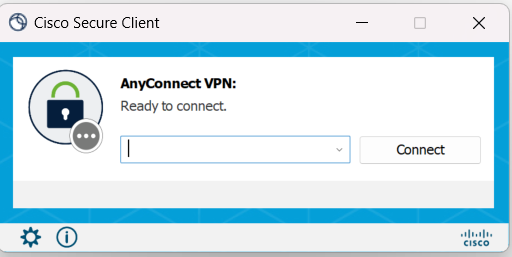 Cisco Secure Client
AnyConnect VPN:
Ready to connect.
Connect
CISCO